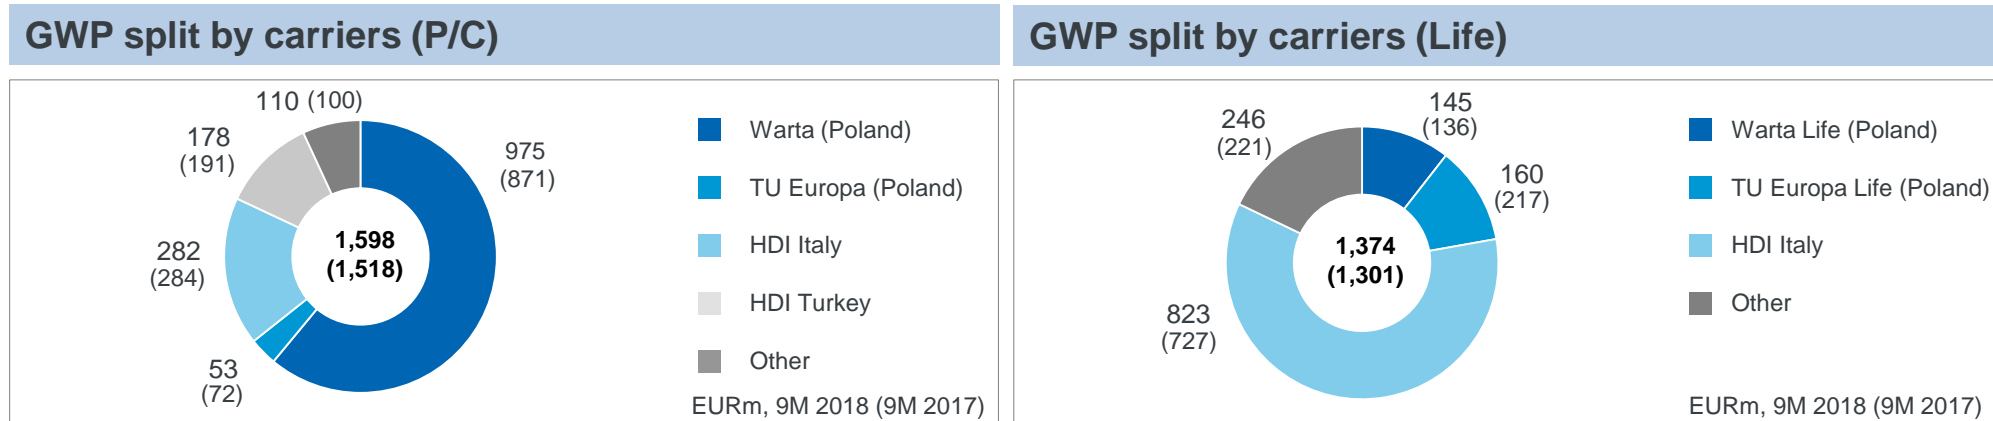 GWP split by carriers (P/C)
110 (100)
178
(191)
975
(871)
282
(284)
1,598
(1,518)
53
(72)
Warta (Poland)
TU Europa (Poland)
HDI Italy
HDI Turkey
Other
EURm, 9M 2018 (9M 2017)
GWP split by carriers (Life)
145
(136)
246
(221)
160
(217)
1,374
(1,301)
823
(727)
Warta Life (Poland)
TU Europa Life (Poland)
HDI Italy
Other
EURm, 9M 2018 (9M 2017)